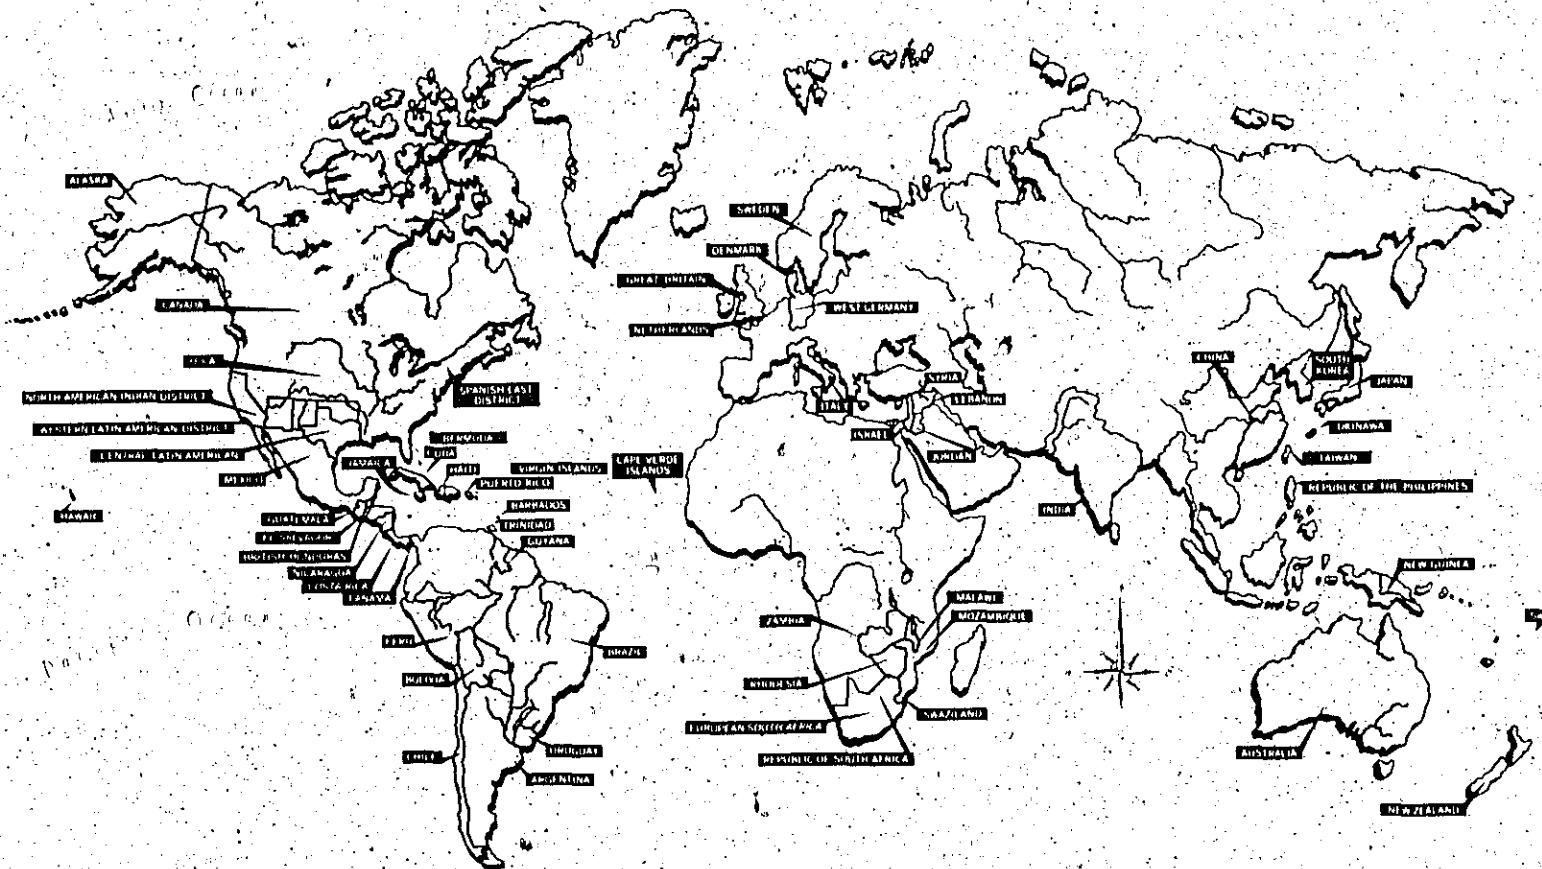 Ocean
ALASKA
SWEDEN
DENMARK
GREAT BRITAIN
CANADA
WEST GERMANY
NETHERLANDS
CHINA
SOUTH
KOREA
SYRIA
JAPAN
SPANISH EAST
DISTRICT
NORTH AMERICAN INDIAN DISTRICT
LEBANON
ITALY
WESTERN LATIN AMERICAN DISTRICT
OKINAWA
ISRAEL
BERMUDA
CUBA
CENTRAL LATIN AMERICAN
JORDAN
TAIWAN
JAMAICA
HAITI
VIRGIN ISLANDS
CAPE VERDE
ISLANDS
MEXICO
PUERTO RICO
REPUBLIC OF THE PHILIPPINES
BARBADOS
INDIA
HAWAII
GUATEMALA
TRINIDAD
EL SALVADOR
GUYANA
NICARAGUA
NEW GUINEA
COSTA RICA
PANAMA
MALAWI
ZAMBIA
MOZAMBIQUE
PERU
BRAZIL
BOLIVIA
RHODESIA
SWAZILAND
EUROPEAN SOUTH AFRICA
URUGUAY
CHILE
REPUBLIC OF SOUTH AFRICA
AUSTRALIA
ARGENTINA
NEW ZEALAND